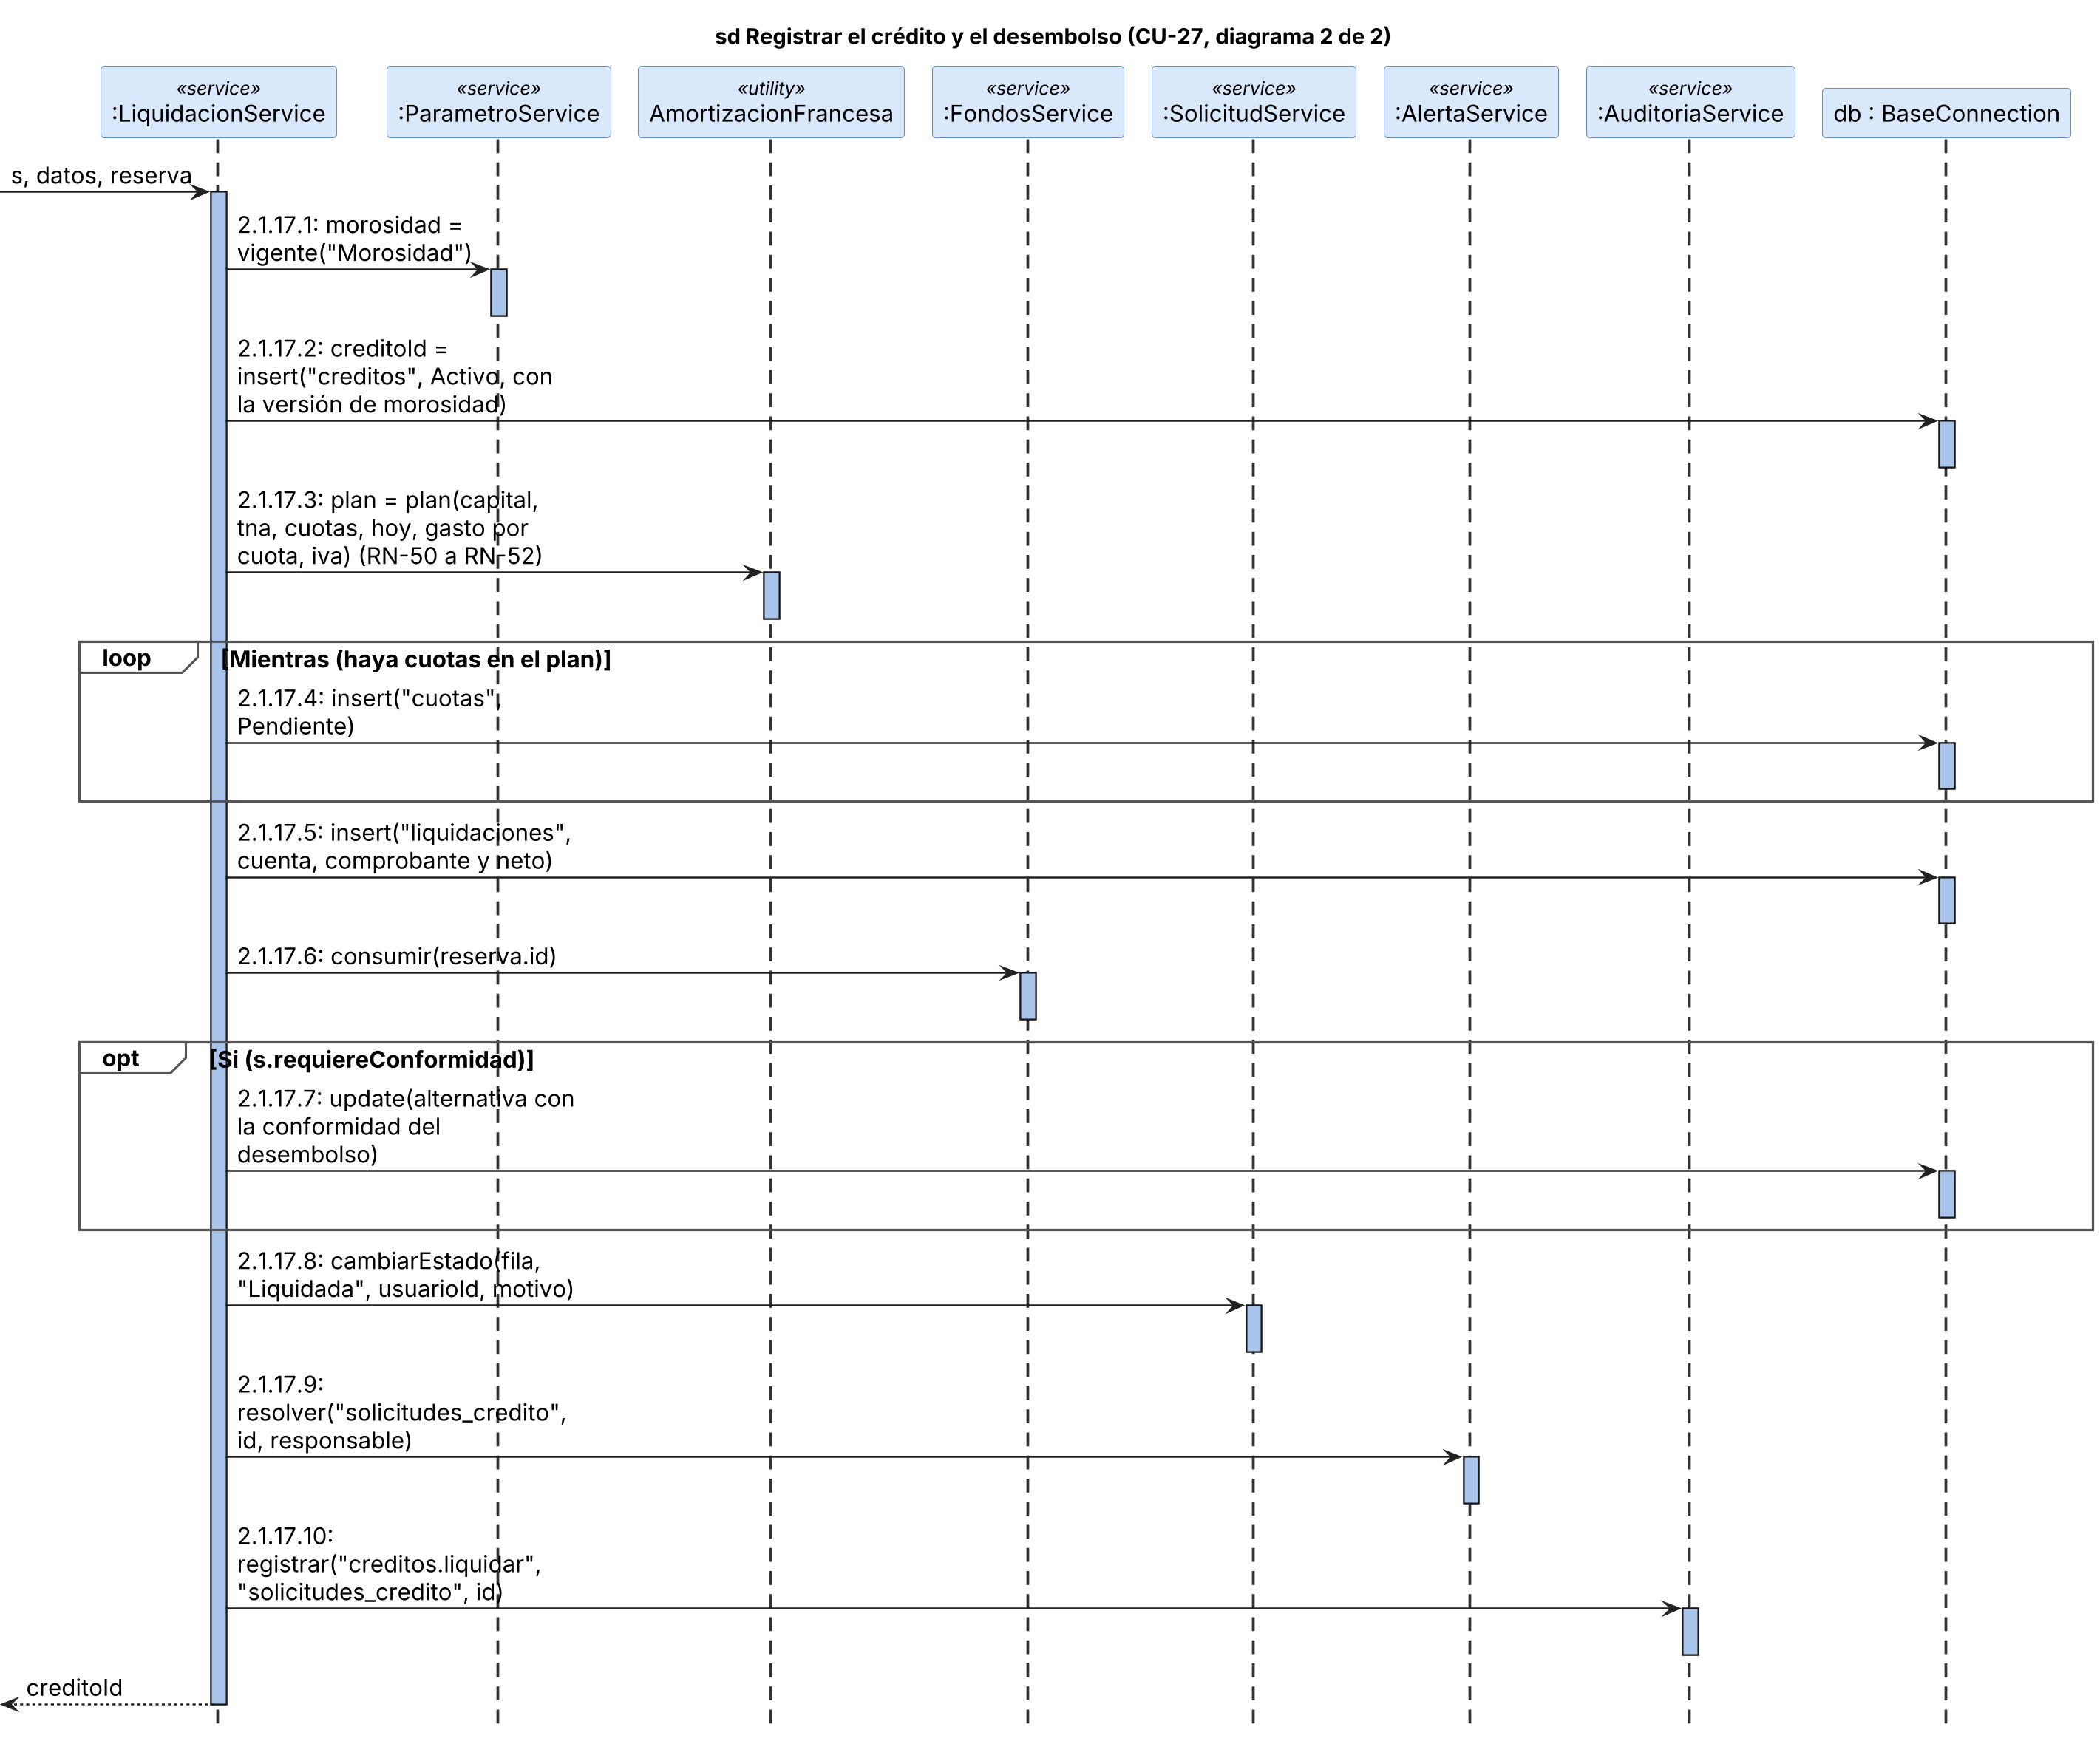 sd Registrar el crédito y el desembolso (CU-27, diagrama 2 de 2)
«service»
:LiquidacionService
«service»
:ParametroService
«utility»
AmortizacionFrancesa
«service»
:FondosService
«service»
:SolicitudService
«service»
:AlertaService
«service»
:AuditoriaService
db : BaseConnection
s, datos, reserva
2.1.17.1: morosidad =
vigente("Morosidad")
2.1.17.2: creditoId =
insert("creditos", Activo, con
la versión de morosidad)
2.1.17.3: plan = plan(capital,
tna, cuotas, hoy, gasto por
cuota, iva) (RN-50 a RN-52)
loop
[Mientras (haya cuotas en el plan)]
2.1.17.4: insert("cuotas",
Pendiente)
2.1.17.5: insert("liquidaciones",
cuenta, comprobante y neto)
2.1.17.6: consumir(reserva.id)
opt
[Si (s.requiereConformidad)]
2.1.17.7: update(alternativa con
la conformidad del
desembolso)
2.1.17.8: cambiarEstado(fila,
"Liquidada", usuarioId, motivo)
2.1.17.9:
resolver("solicitudes_credito",
id, responsable)
2.1.17.10:
registrar("creditos.liquidar",
"solicitudes_credito", id)
creditoId